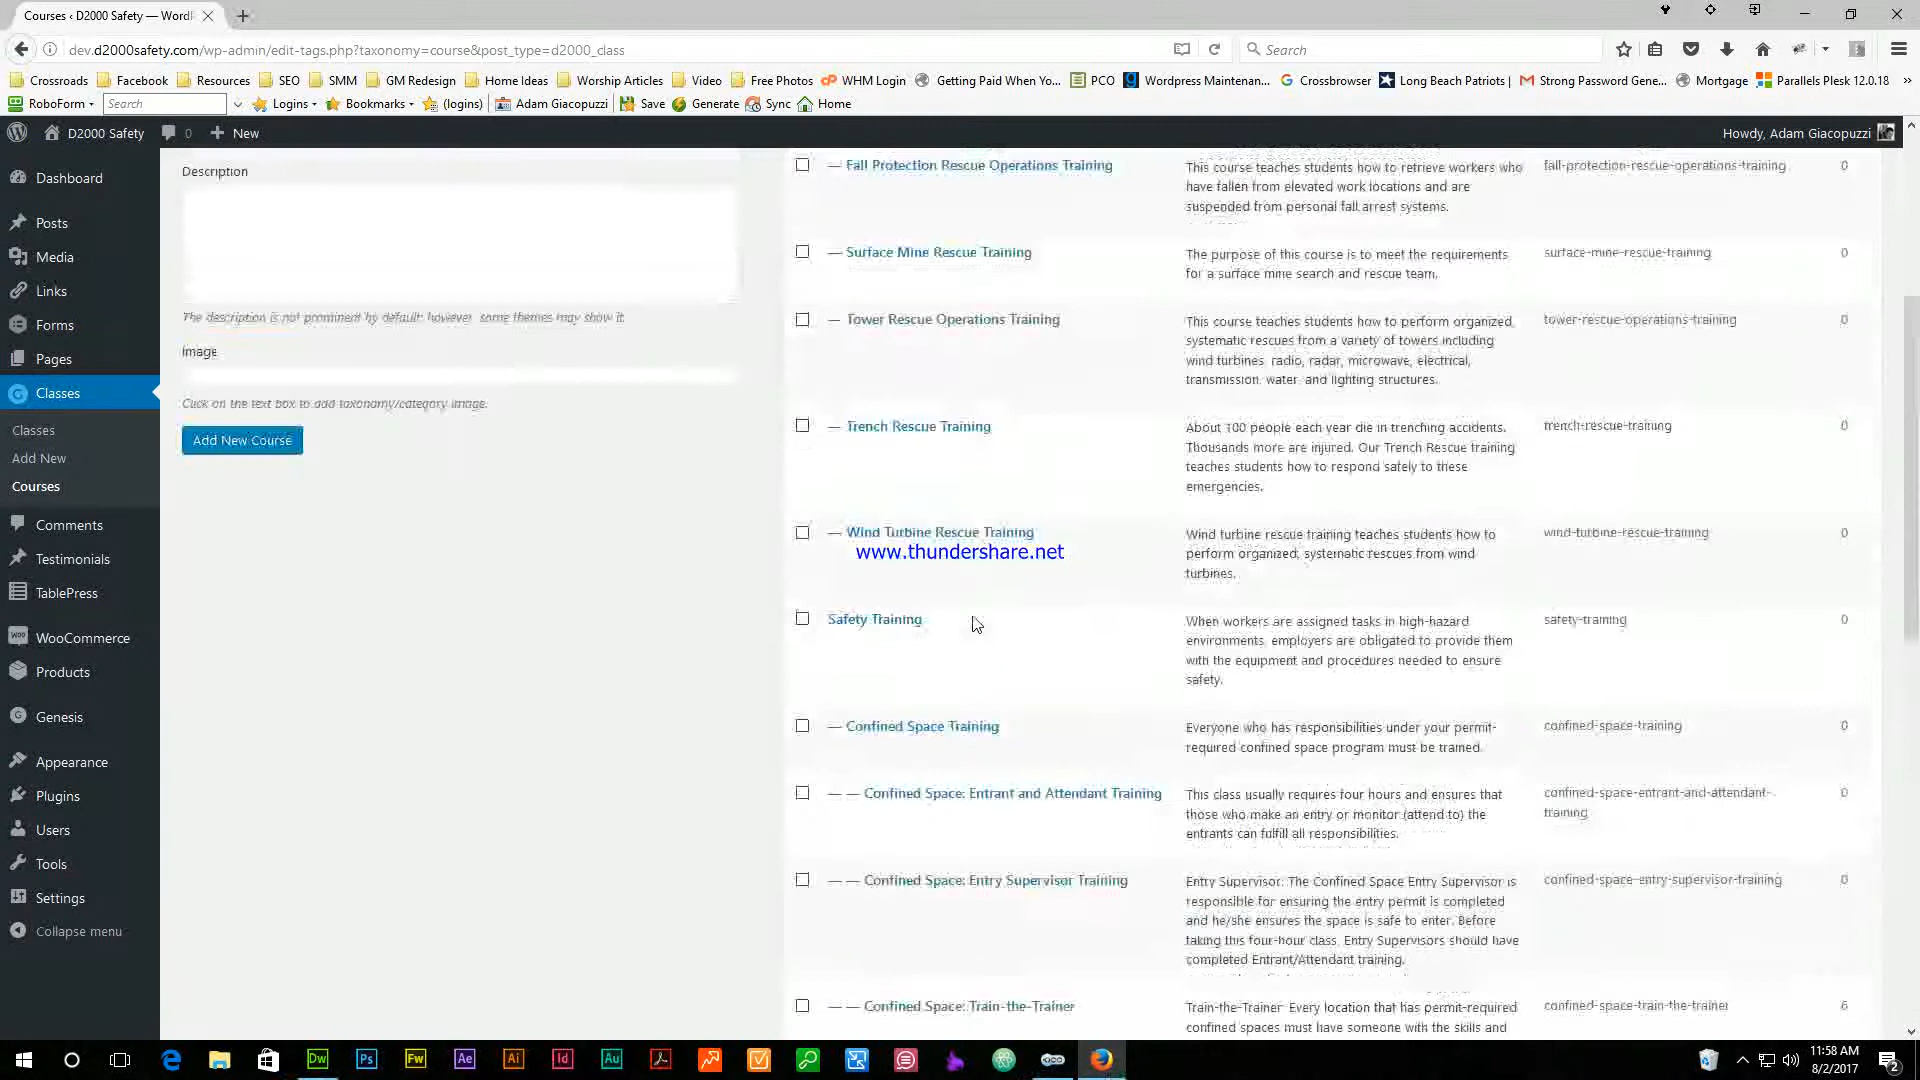 Courses ‹ D2000 Safety — WordP
dev.d2000safety.com/wp-admin/edit-tags.php?taxonomy=course&post_type=d2000_class
Search
Crossroads Facebook Resources SEO SMM GM Redesign Home Ideas Worship Articles Video Free Photos WHM Login Getting Paid When Yo... PCO Wordpress Maintenan... Crossbrowser Long Beach Patriots | Strong Password Gene... Mortgage Parallels Plesk 12.0.18
RoboForm Search Logins Bookmarks (logins) Adam Giacopuzzi Save Generate Sync Home
D2000 Safety 0 New Howdy, Adam Giacopuzzi
Dashboard
Posts
Media
Links
Forms
Pages
Classes
Classes
Add New
Courses
Comments
Testimonials
TablePress
WooCommerce
Products
Genesis
Appearance
Plugins
Users
Tools
Settings
Collapse menu
Description
The description is not prominent by default; however, some themes may show it.
Image
Click on the text box to add taxonomy/category image.
Add New Course
— Fall Protection Rescue Operations Training
This course teaches students how to retrieve workers who
have fallen from elevated work locations and are
suspended from personal fall arrest systems.
fall-protection-rescue-operations-training
0
— Surface Mine Rescue Training
The purpose of this course is to meet the requirements
for a surface mine search and rescue team.
surface-mine-rescue-training
0
— Tower Rescue Operations Training
This course teaches students how to perform organized,
systematic rescues from a variety of towers including
wind turbines, radio, radar, microwave, electrical,
transmission, water, and lighting structures.
tower-rescue-operations-training
0
— Trench Rescue Training
About 100 people each year die in trenching accidents.
Thousands more are injured. Our Trench Rescue training
teaches students how to respond safely to these
emergencies.
trench-rescue-training
0
— Wind Turbine Rescue Training
www.thundershare.net
Wind turbine rescue training teaches students how to
perform organized, systematic rescues from wind
turbines.
wind-turbine-rescue-training
0
Safety Training
When workers are assigned tasks in high-hazard
environments, employers are obligated to provide them
with the equipment and procedures needed to ensure
safety.
safety-training
0
— Confined Space Training
Everyone who has responsibilities under your permit-
required confined space program must be trained.
confined-space-training
0
— — Confined Space: Entrant and Attendant Training
This class usually requires four hours and ensures that
those who make an entry or monitor (attend to) the
entrants can fulfill all responsibilities.
confined-space-entrant-and-attendant-
training
0
— — Confined Space: Entry Supervisor Training
Entry Supervisor: The Confined Space Entry Supervisor is
responsible for ensuring the entry permit is completed
and he/she ensures the space is safe to enter. Before
taking this four-hour class, Entry Supervisors should have
completed Entrant/Attendant training.
confined-space-entry-supervisor-training
0
— — Confined Space: Train-the-Trainer
Train-the-Trainer: Every location that has permit-required
confined spaces must have someone with the skills and
confined-space-train-the-trainer
6
Dw Ps Fw Ae Ai Id Au
11:58 AM
8/2/2017
2